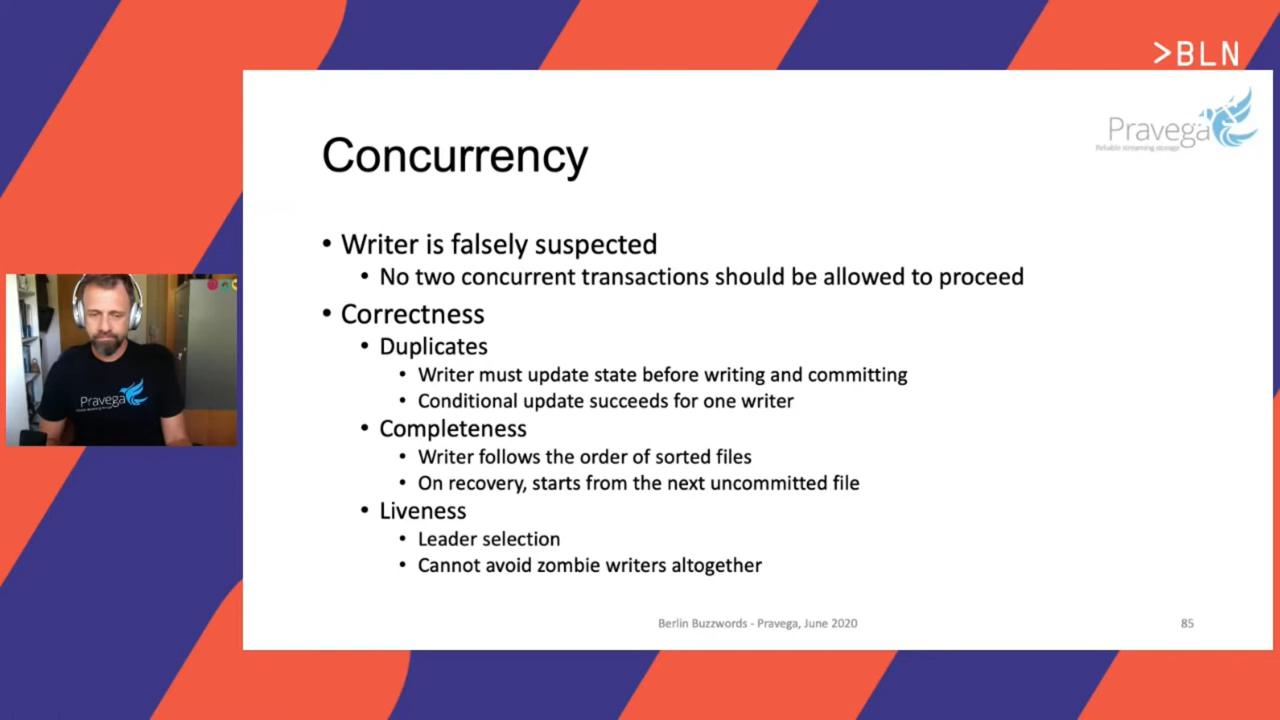 >BLN
Pravega
Reliable streaming storage
Concurrency
• Writer is falsely suspected
• No two concurrent transactions should be allowed to proceed
• Correctness
• Duplicates
• Writer must update state before writing and committing
• Conditional update succeeds for one writer
• Completeness
• Writer follows the order of sorted files
• On recovery, starts from the next uncommitted file
• Liveness
• Leader selection
• Cannot avoid zombie writers altogether
Pravega
Berlin Buzzwords - Pravega, June 2020
85